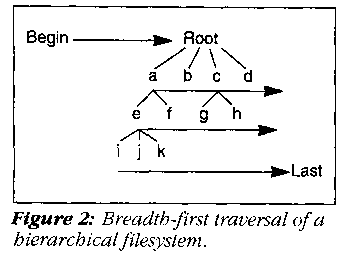 Begin Root
a b c d
e f g h
i j k
Last
Figure 2: Breadth-first traversal of a
hierarchical filesystem.